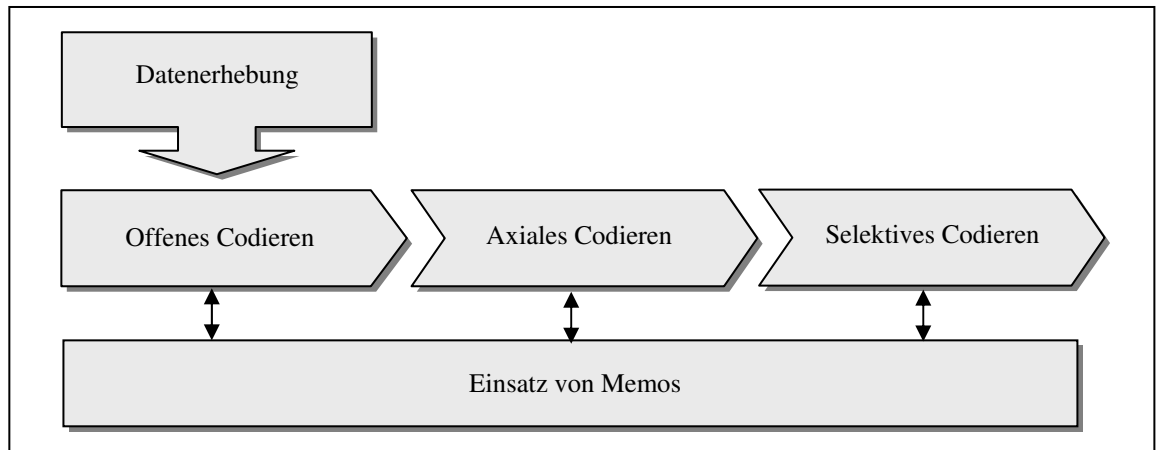 Datenerhebung
Offenes Codieren
Axiales Codieren
Selektives Codieren
Einsatz von Memos